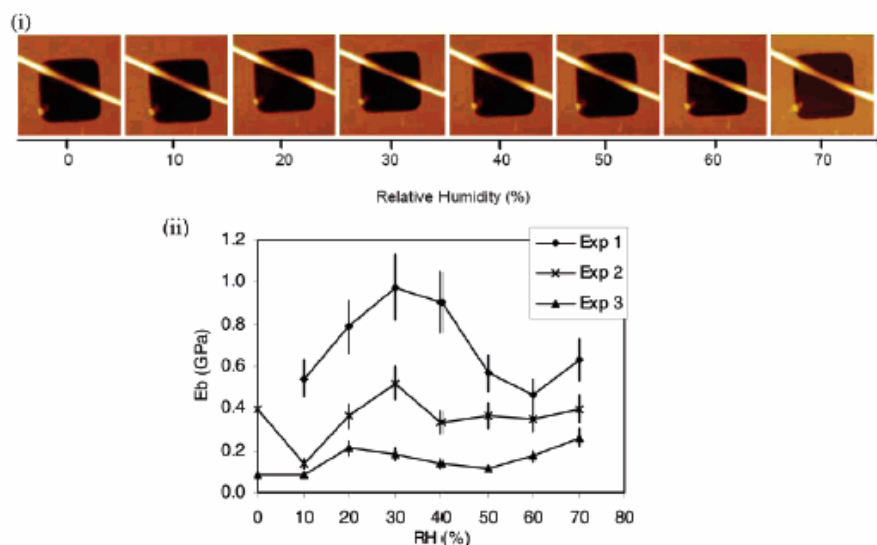 (i)
0 10 20 30 40 50 60 70
Relative Humidity (%)
(ii)
Exp 1
Exp 2
Exp 3
Eb (GPa)
1.2
1.0
0.8
0.6
0.4
0.2
0.0
0 10 20 30 40 50 60 70 80
RH (%)